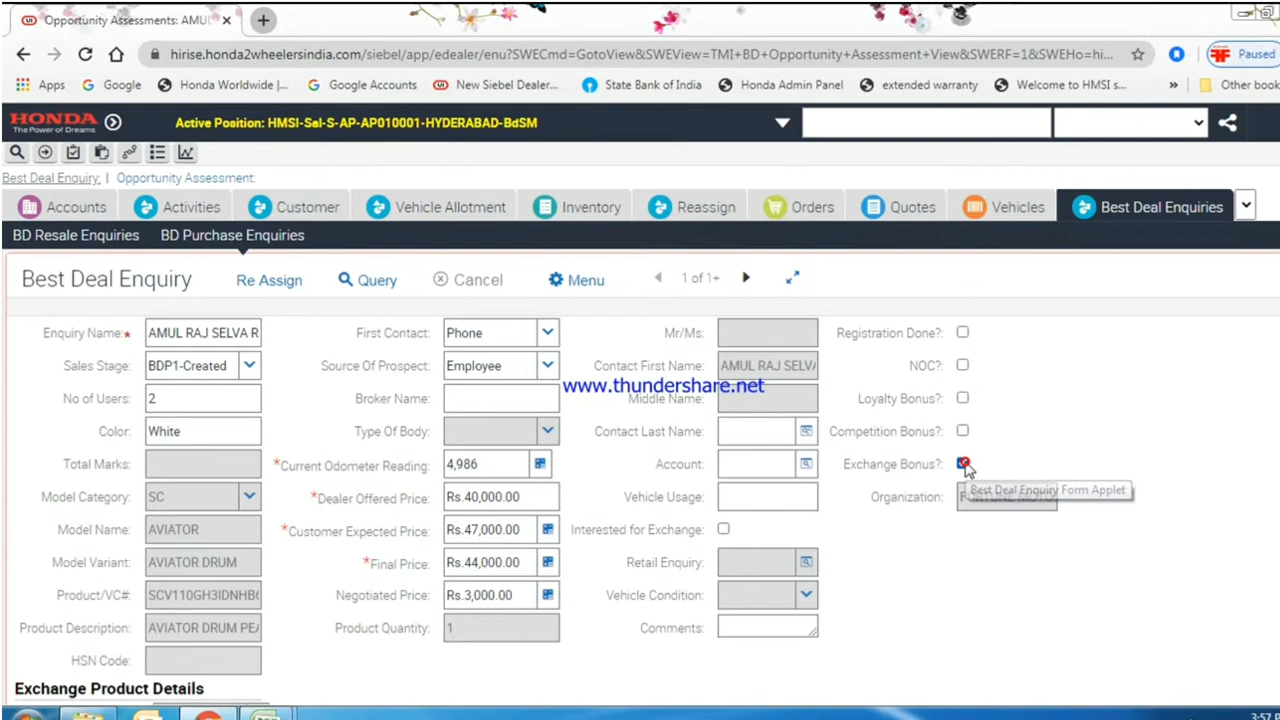 Opportunity Assessments: AMUL
hirise.honda2wheelersindia.com/siebel/app/edealer/enu?SWECmd=GotoView&SWEView=TMI+BD+Opportunity+Assessment+View&SWERF=1&SWEHo=hi... Paused
Apps Google Honda Worldwide |... Google Accounts New Siebel Dealer... State Bank of India Honda Admin Panel extended warranty Welcome to HMSI s... » Other book
HONDA
The Power of Dreams
Active Position: HMSI-Sal-S-AP-AP010001-HYDERABAD-BdSM
Best Deal Enquiry: | Opportunity Assessment:
Accounts Activities Customer Vehicle Allotment Inventory Reassign Orders Quotes Vehicles Best Deal Enquiries
BD Resale Enquiries BD Purchase Enquiries
Best Deal Enquiry Re Assign Query Cancel Menu 1 of 1+
Enquiry Name:* AMUL RAJ SELVA R First Contact: Phone Mr/Ms: Registration Done?:
Sales Stage: BDP1-Created Source Of Prospect: Employee Contact First Name: AMUL RAJ SELVA NOC?:
www.thundershare.net
No of Users: 2 Broker Name: Middle Name: Loyalty Bonus?:
Color: White Type Of Body: Contact Last Name: Competition Bonus?:
Total Marks: *Current Odometer Reading: 4,986 Account: Exchange Bonus?:
Best Deal Enquiry Form Applet
Model Category: SC *Dealer Offered Price: Rs.40,000.00 Vehicle Usage: Organization:
Model Name: AVIATOR *Customer Expected Price: Rs.47,000.00 Interested for Exchange:
Model Variant: AVIATOR DRUM *Final Price: Rs.44,000.00 Retail Enquiry:
Product/VC#: SCV110GH3IDNHB Negotiated Price: Rs.3,000.00 Vehicle Condition:
Product Description: AVIATOR DRUM PE Product Quantity: 1 Comments:
HSN Code:
Exchange Product Details
3:57